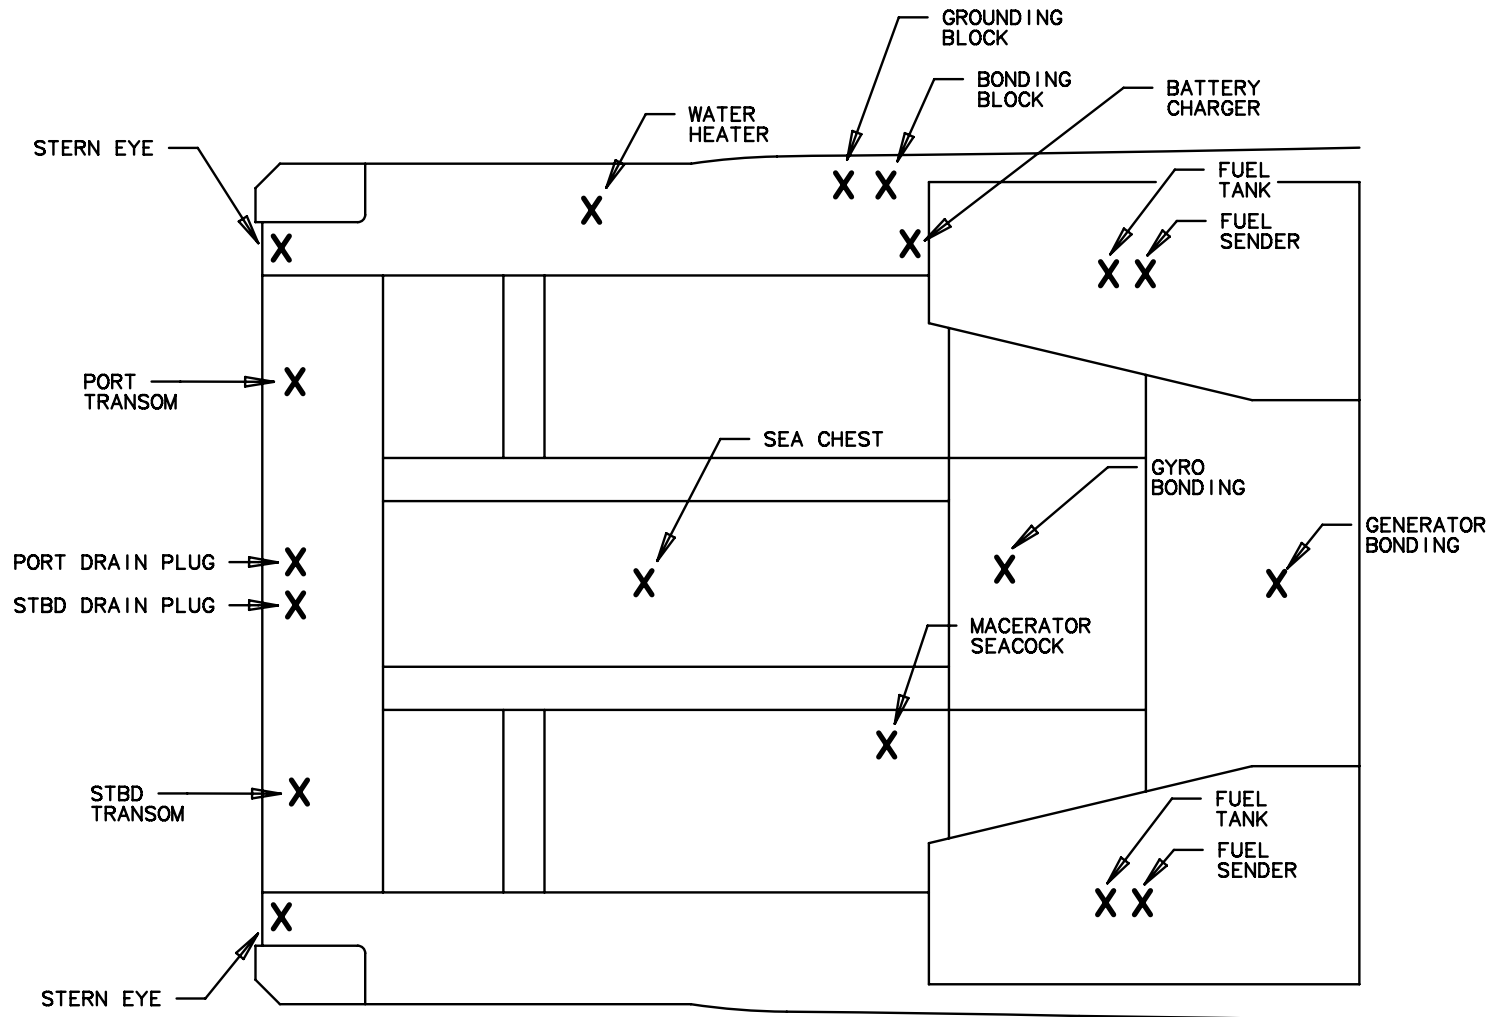 GROUNDING
BLOCK
BONDING
BLOCK
BATTERY
CHARGER
WATER
HEATER
STERN EYE
FUEL
TANK
FUEL
SENDER
X
X
X
X
X
X
X
X
PORT
TRANSOM
SEA CHEST
GYRO
BONDING
GENERATOR
BONDING
PORT DRAIN PLUG
STBD DRAIN PLUG
X
X
X
X
X
MACERATOR
SEACOCK
X
STBD
TRANSOM
X
FUEL
TANK
FUEL
SENDER
X
X
X
STERN EYE